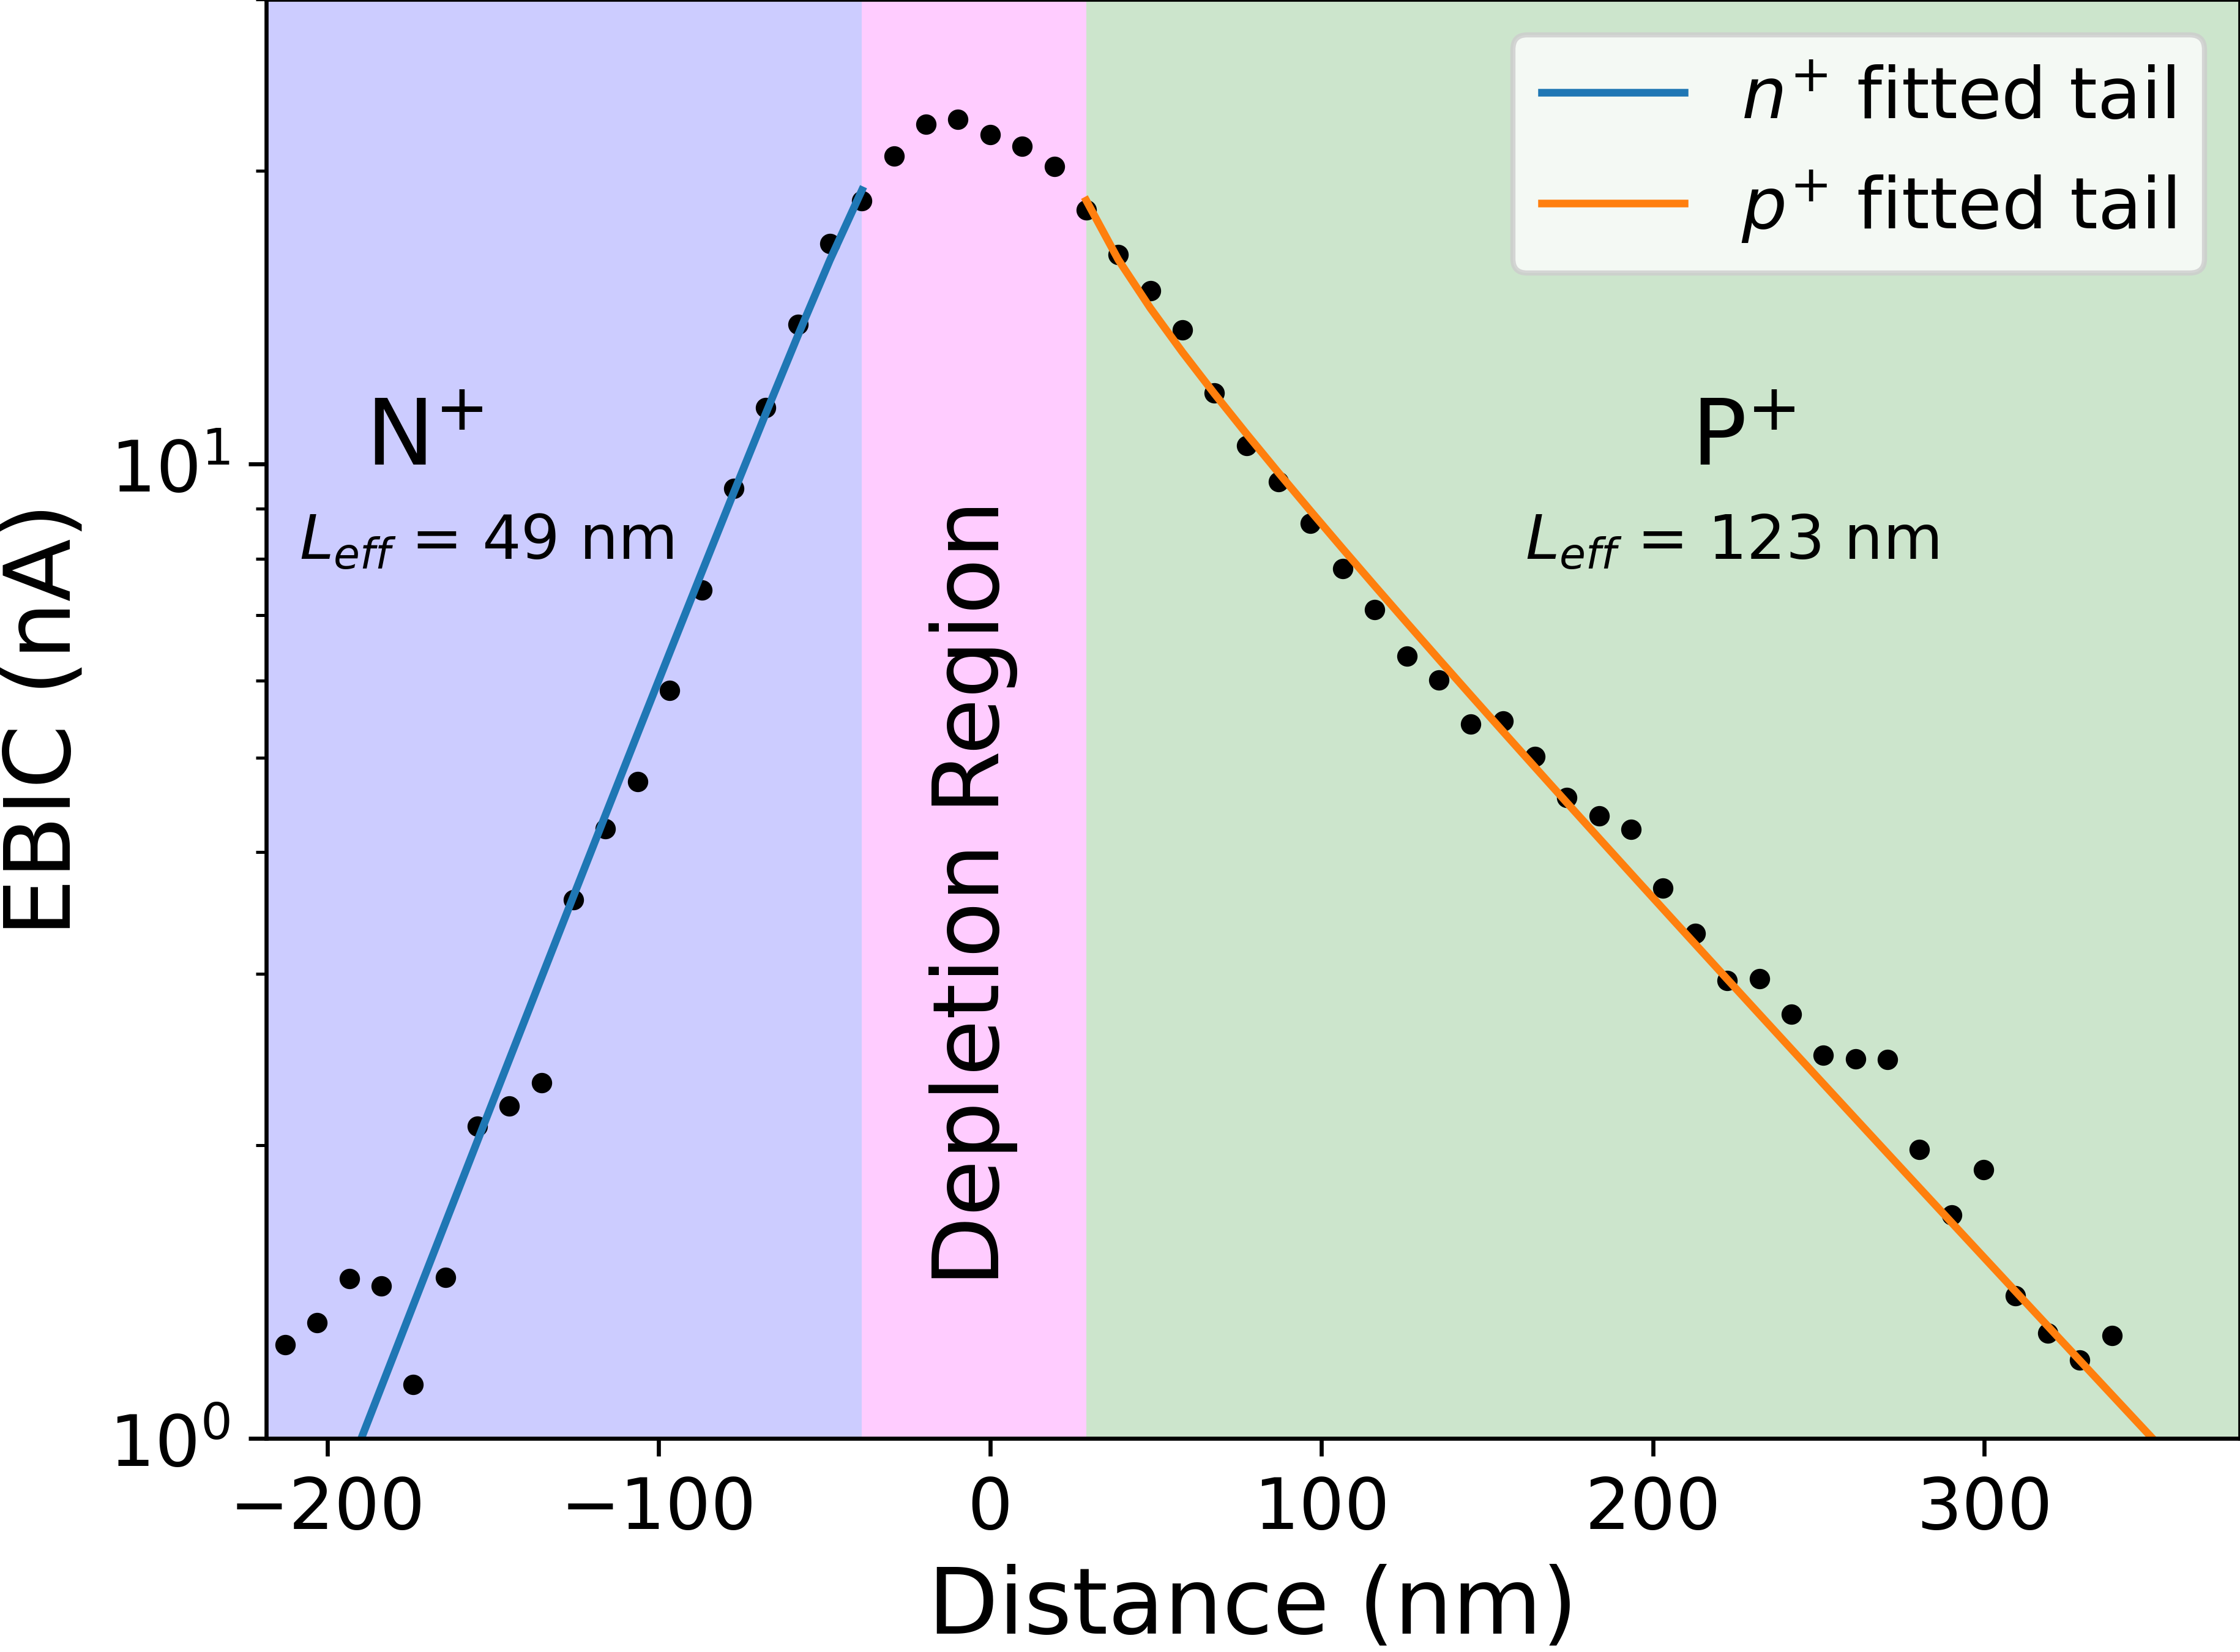 n⁺ fitted tail
p⁺ fitted tail
N⁺
P⁺
L_eff = 49 nm
L_eff = 123 nm
Depletion Region
EBIC (nA)
10¹
10⁰
−200
−100
0
100
200
300
Distance (nm)